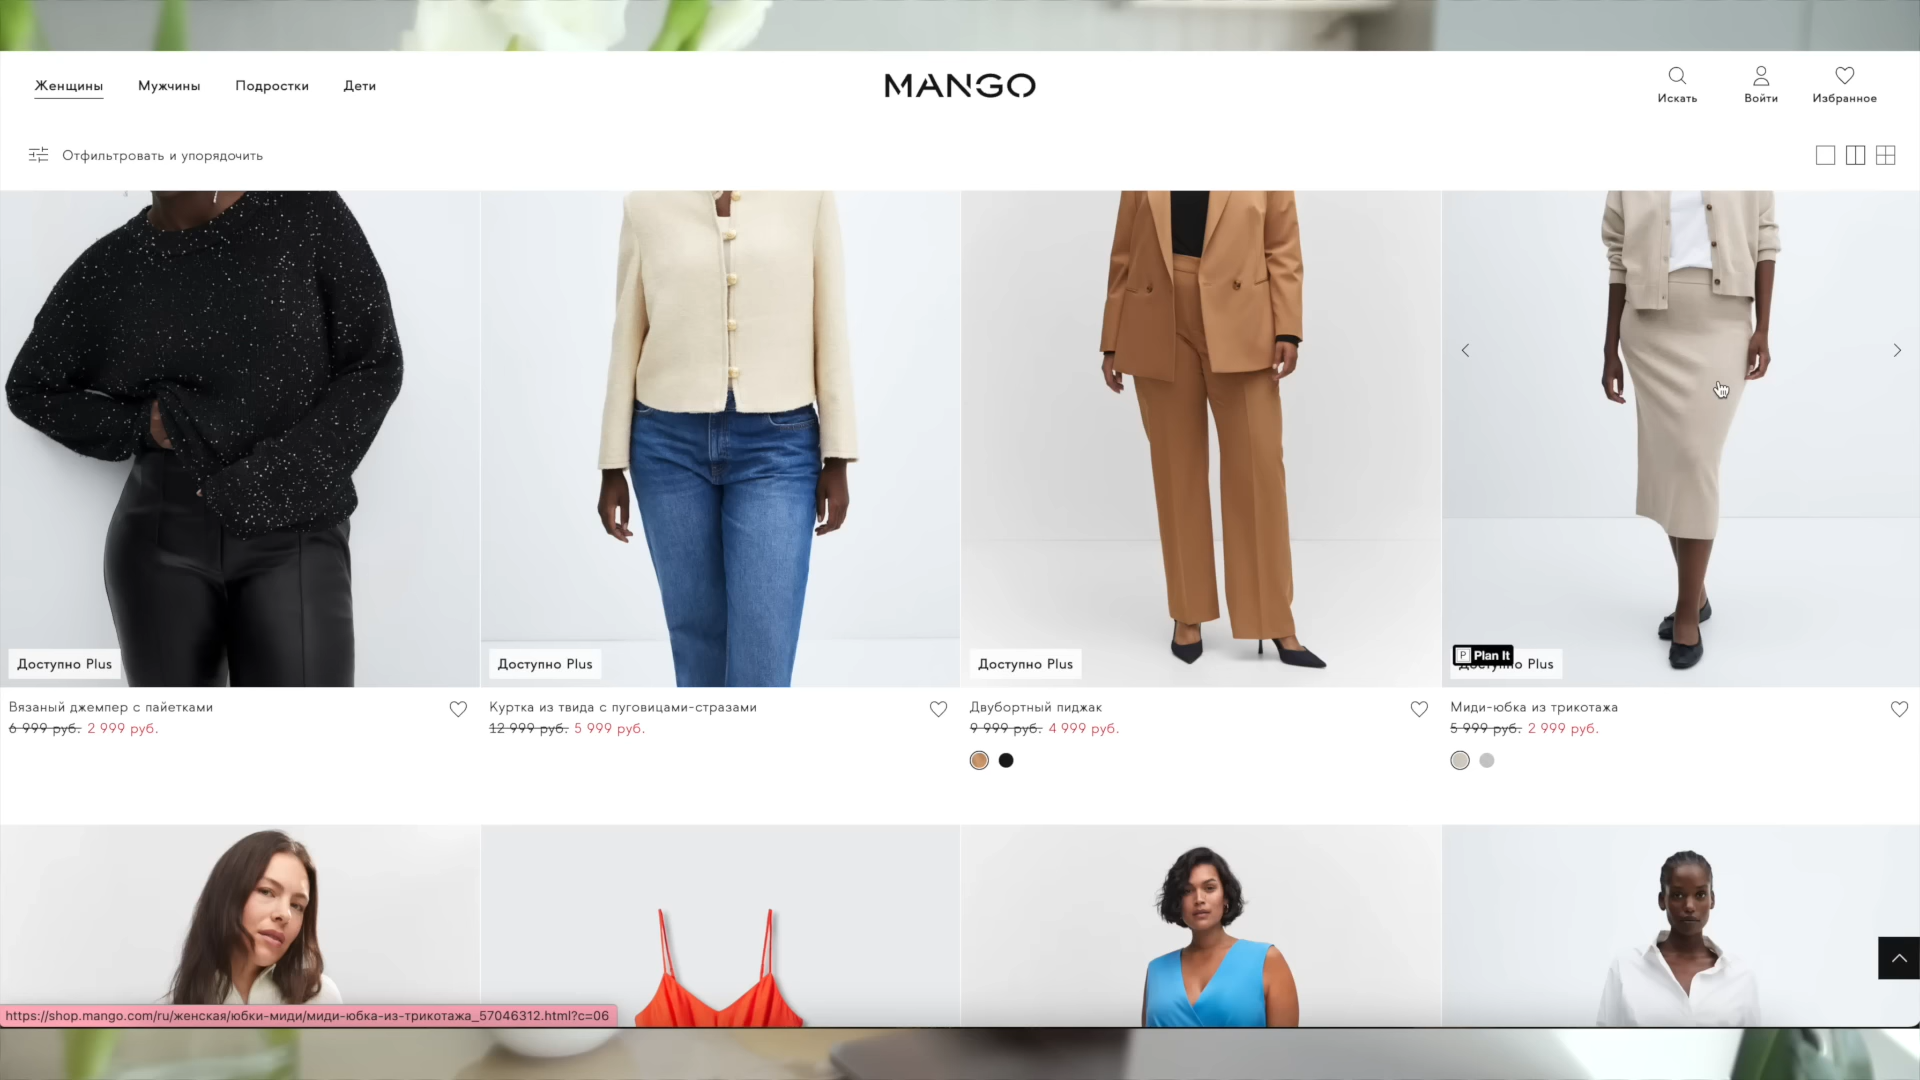 Женщины
Мужчины
Подростки
Дети
MANGO
Искать
Войти
Избранное
Отфильтровать и упорядочить
Доступно Plus
Доступно Plus
Доступно Plus
P Plan It
Plus
Вязаный джемпер с пайетками
6 999 руб. 2 999 руб.
Куртка из твида с пуговицами-стразами
12 999 руб. 5 999 руб.
Двубортный пиджак
9 999 руб. 4 999 руб.
Миди-юбка из трикотажа
5 999 руб. 2 999 руб.
https://shop.mango.com/ru/женская/юбки-миди/миди-юбка-из-трикотажа_57046312.html?c=06